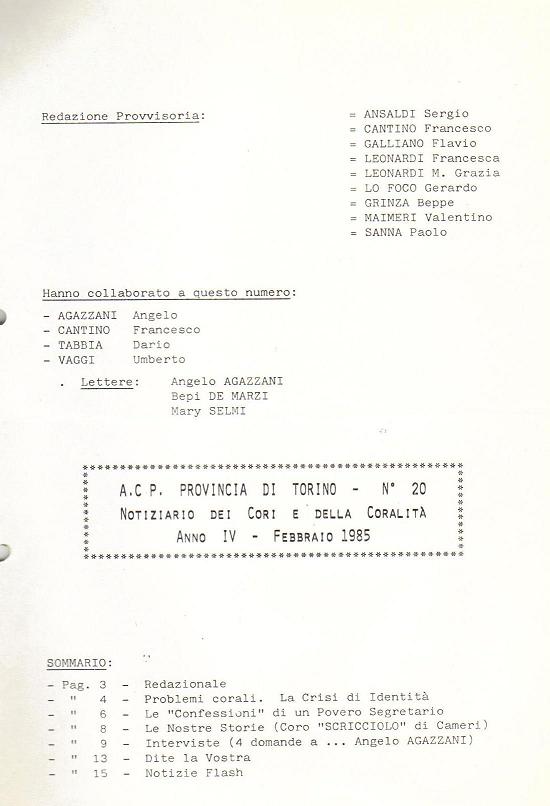 Redazione Provvisoria:
= ANSALDI Sergio
= CANTINO Francesco
= GALLIANO Flavio
= LEONARDI Francesca
= LEONARDI M. Grazia
= LO FOCO Gerardo
= GRINZA Beppe
= MAIMERI Valentino
= SANNA Paolo
Hanno collaborato a questo numero:
- AGAZZANI Angelo
- CANTINO Francesco
- TABBIA Dario
- VAGGI Umberto
. Lettere: Angelo AGAZZANI
Bepi DE MARZI
Mary SELMI
A.C P. PROVINCIA DI TORINO - N° 20
NOTIZIARIO DEI CORI E DELLA CORALITÀ
ANNO IV - FEBBRAIO 1985
SOMMARIO:
- Pag. 3 - Redazionale
- " 4 - Problemi corali. La Crisi di Identità
- " 6 - Le "Confessioni" di un Povero Segretario
- " 8 - Le Nostre Storie (Coro "SCRICCIOLO" di Cameri)
- " 9 - Interviste (4 domande a ... Angelo AGAZZANI)
- " 13 - Dite la Vostra
- " 15 - Notizie Flash